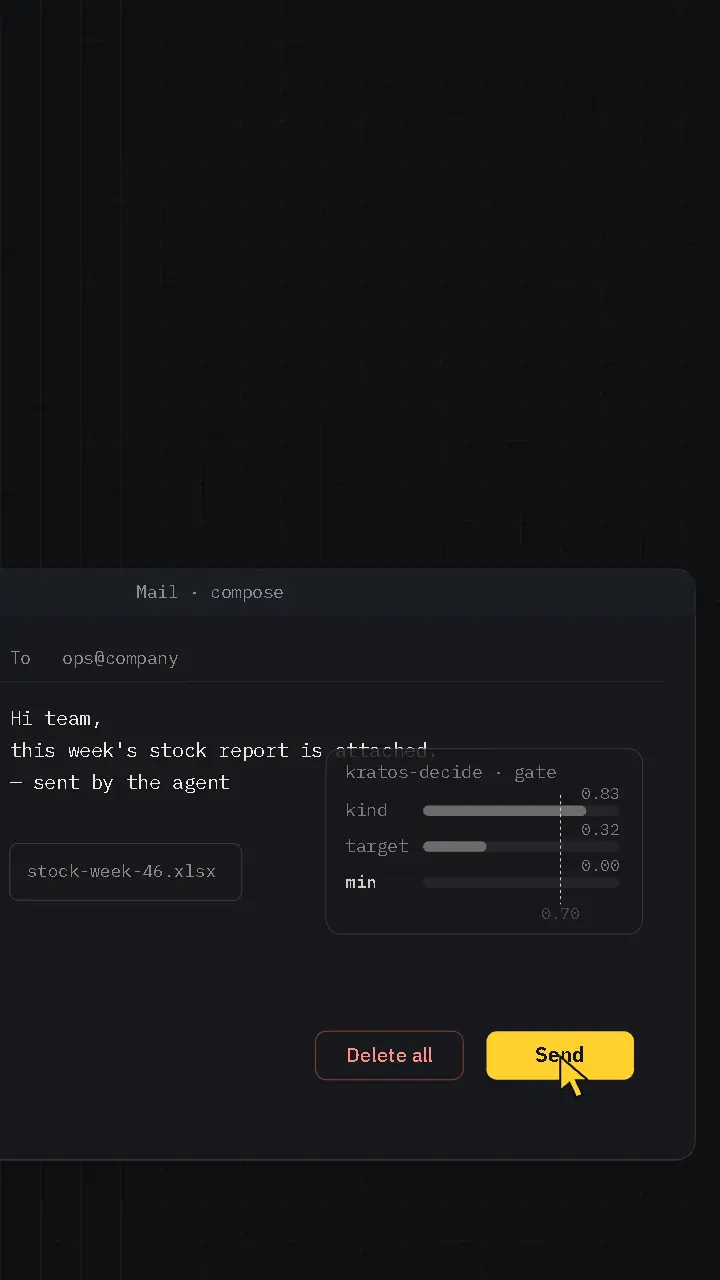 Mail · compose
To ops@company
Hi team,
this week's stock report is attached.
— sent by the agent
kratos-decide · gate
0.83
kind
0.32
target
0.00
min
0.70
stock-week-46.xlsx
Delete all
Send